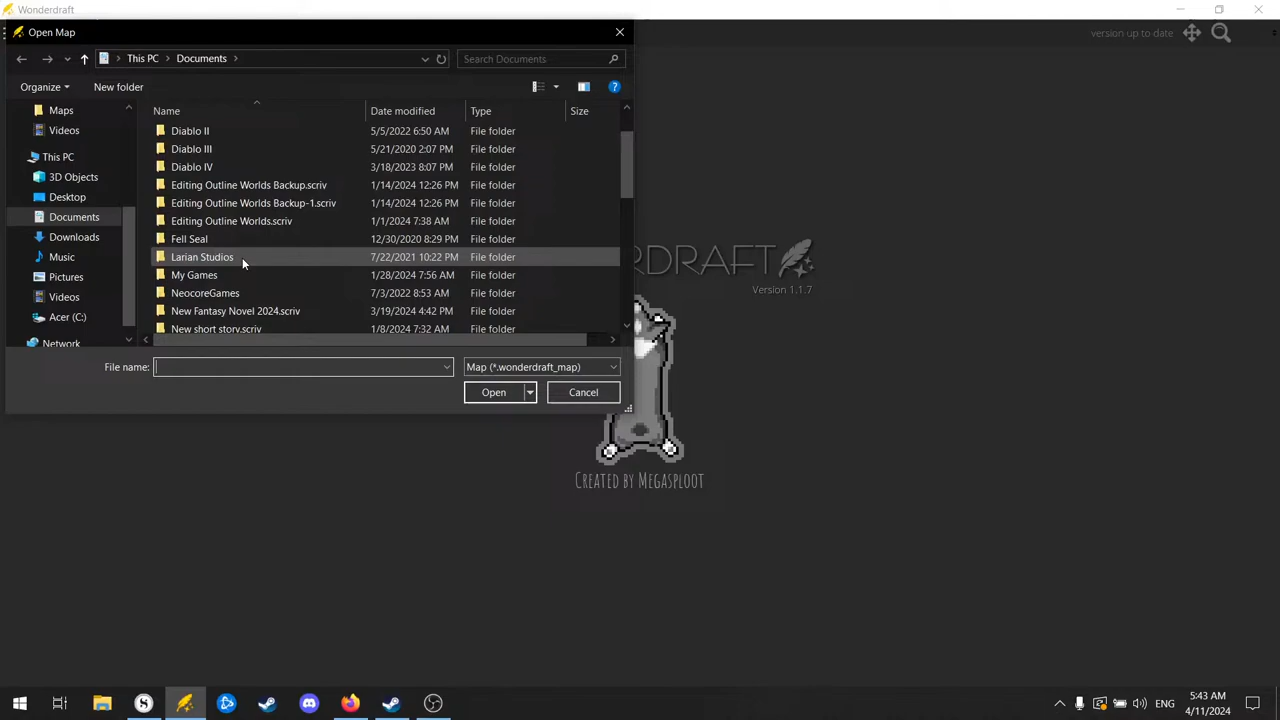 Wonderdraft
Open Map
version up to date
This PC Documents
Search Documents
Organize
New folder
Name Date modified Type Size
Maps
Videos
This PC
3D Objects
Desktop
Documents
Downloads
Music
Pictures
Videos
Acer (C:)
Network
Diablo II 5/5/2022 6:50 AM File folder
Diablo III 5/21/2020 2:07 PM File folder
Diablo IV 3/18/2023 8:07 PM File folder
Editing Outline Worlds Backup.scriv 1/14/2024 12:26 PM File folder
Editing Outline Worlds Backup-1.scriv 1/14/2024 12:26 PM File folder
Editing Outline Worlds.scriv 1/1/2024 7:38 AM File folder
Fell Seal 12/30/2020 8:29 PM File folder
Larian Studios 7/22/2021 10:22 PM File folder
My Games 1/28/2024 7:56 AM File folder
NeocoreGames 7/3/2022 8:53 AM File folder
New Fantasy Novel 2024.scriv 3/19/2024 4:42 PM File folder
New short story.scriv 1/8/2024 7:32 AM File folder
File name:
Map (*.wonderdraft_map)
Open
Cancel
RDRAFT
Version 1.1.7
Created by Megasploot
ENG
5:43 AM
4/11/2024